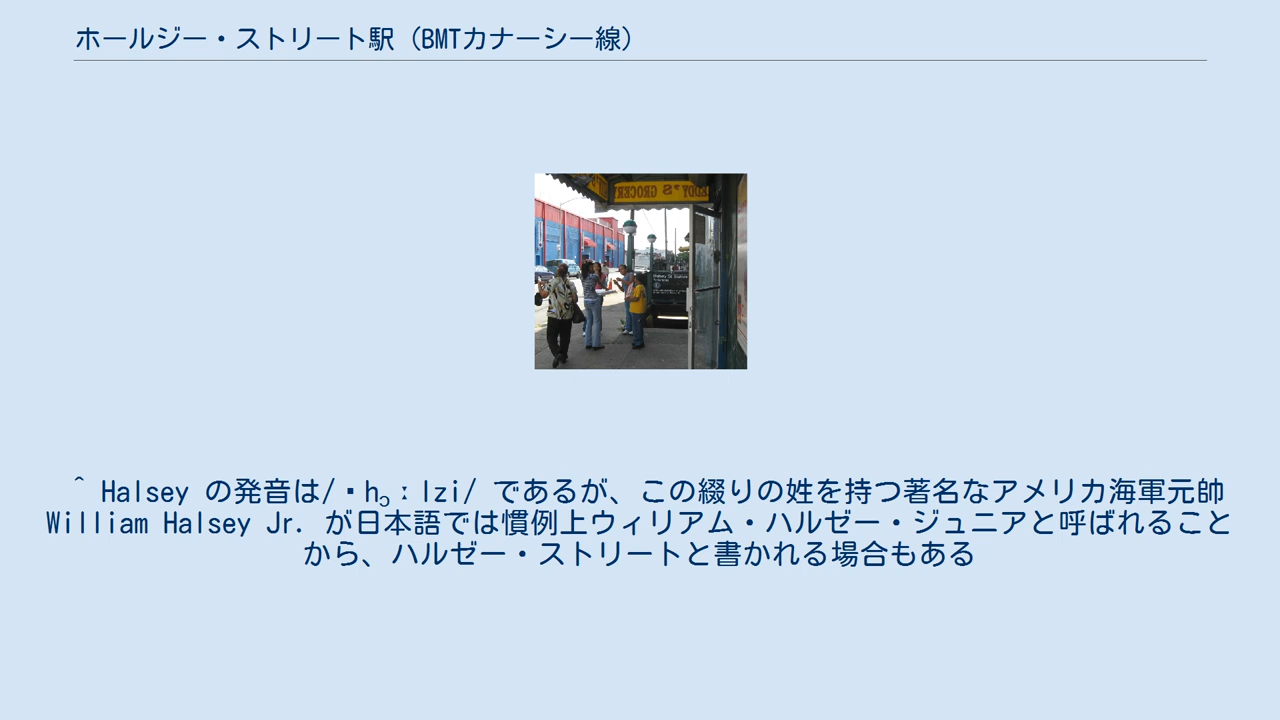 ホールジー・ストリート駅（BMTカナーシー線）
EDDY'S GROCERY
^ Halsey の発音は/ˈhɔːlzi/ であるが、この綴りの姓を持つ著名なアメリカ海軍元帥
William Halsey Jr. が日本語では慣例上ウィリアム・ハルゼー・ジュニアと呼ばれること
から、ハルゼー・ストリートと書かれる場合もある